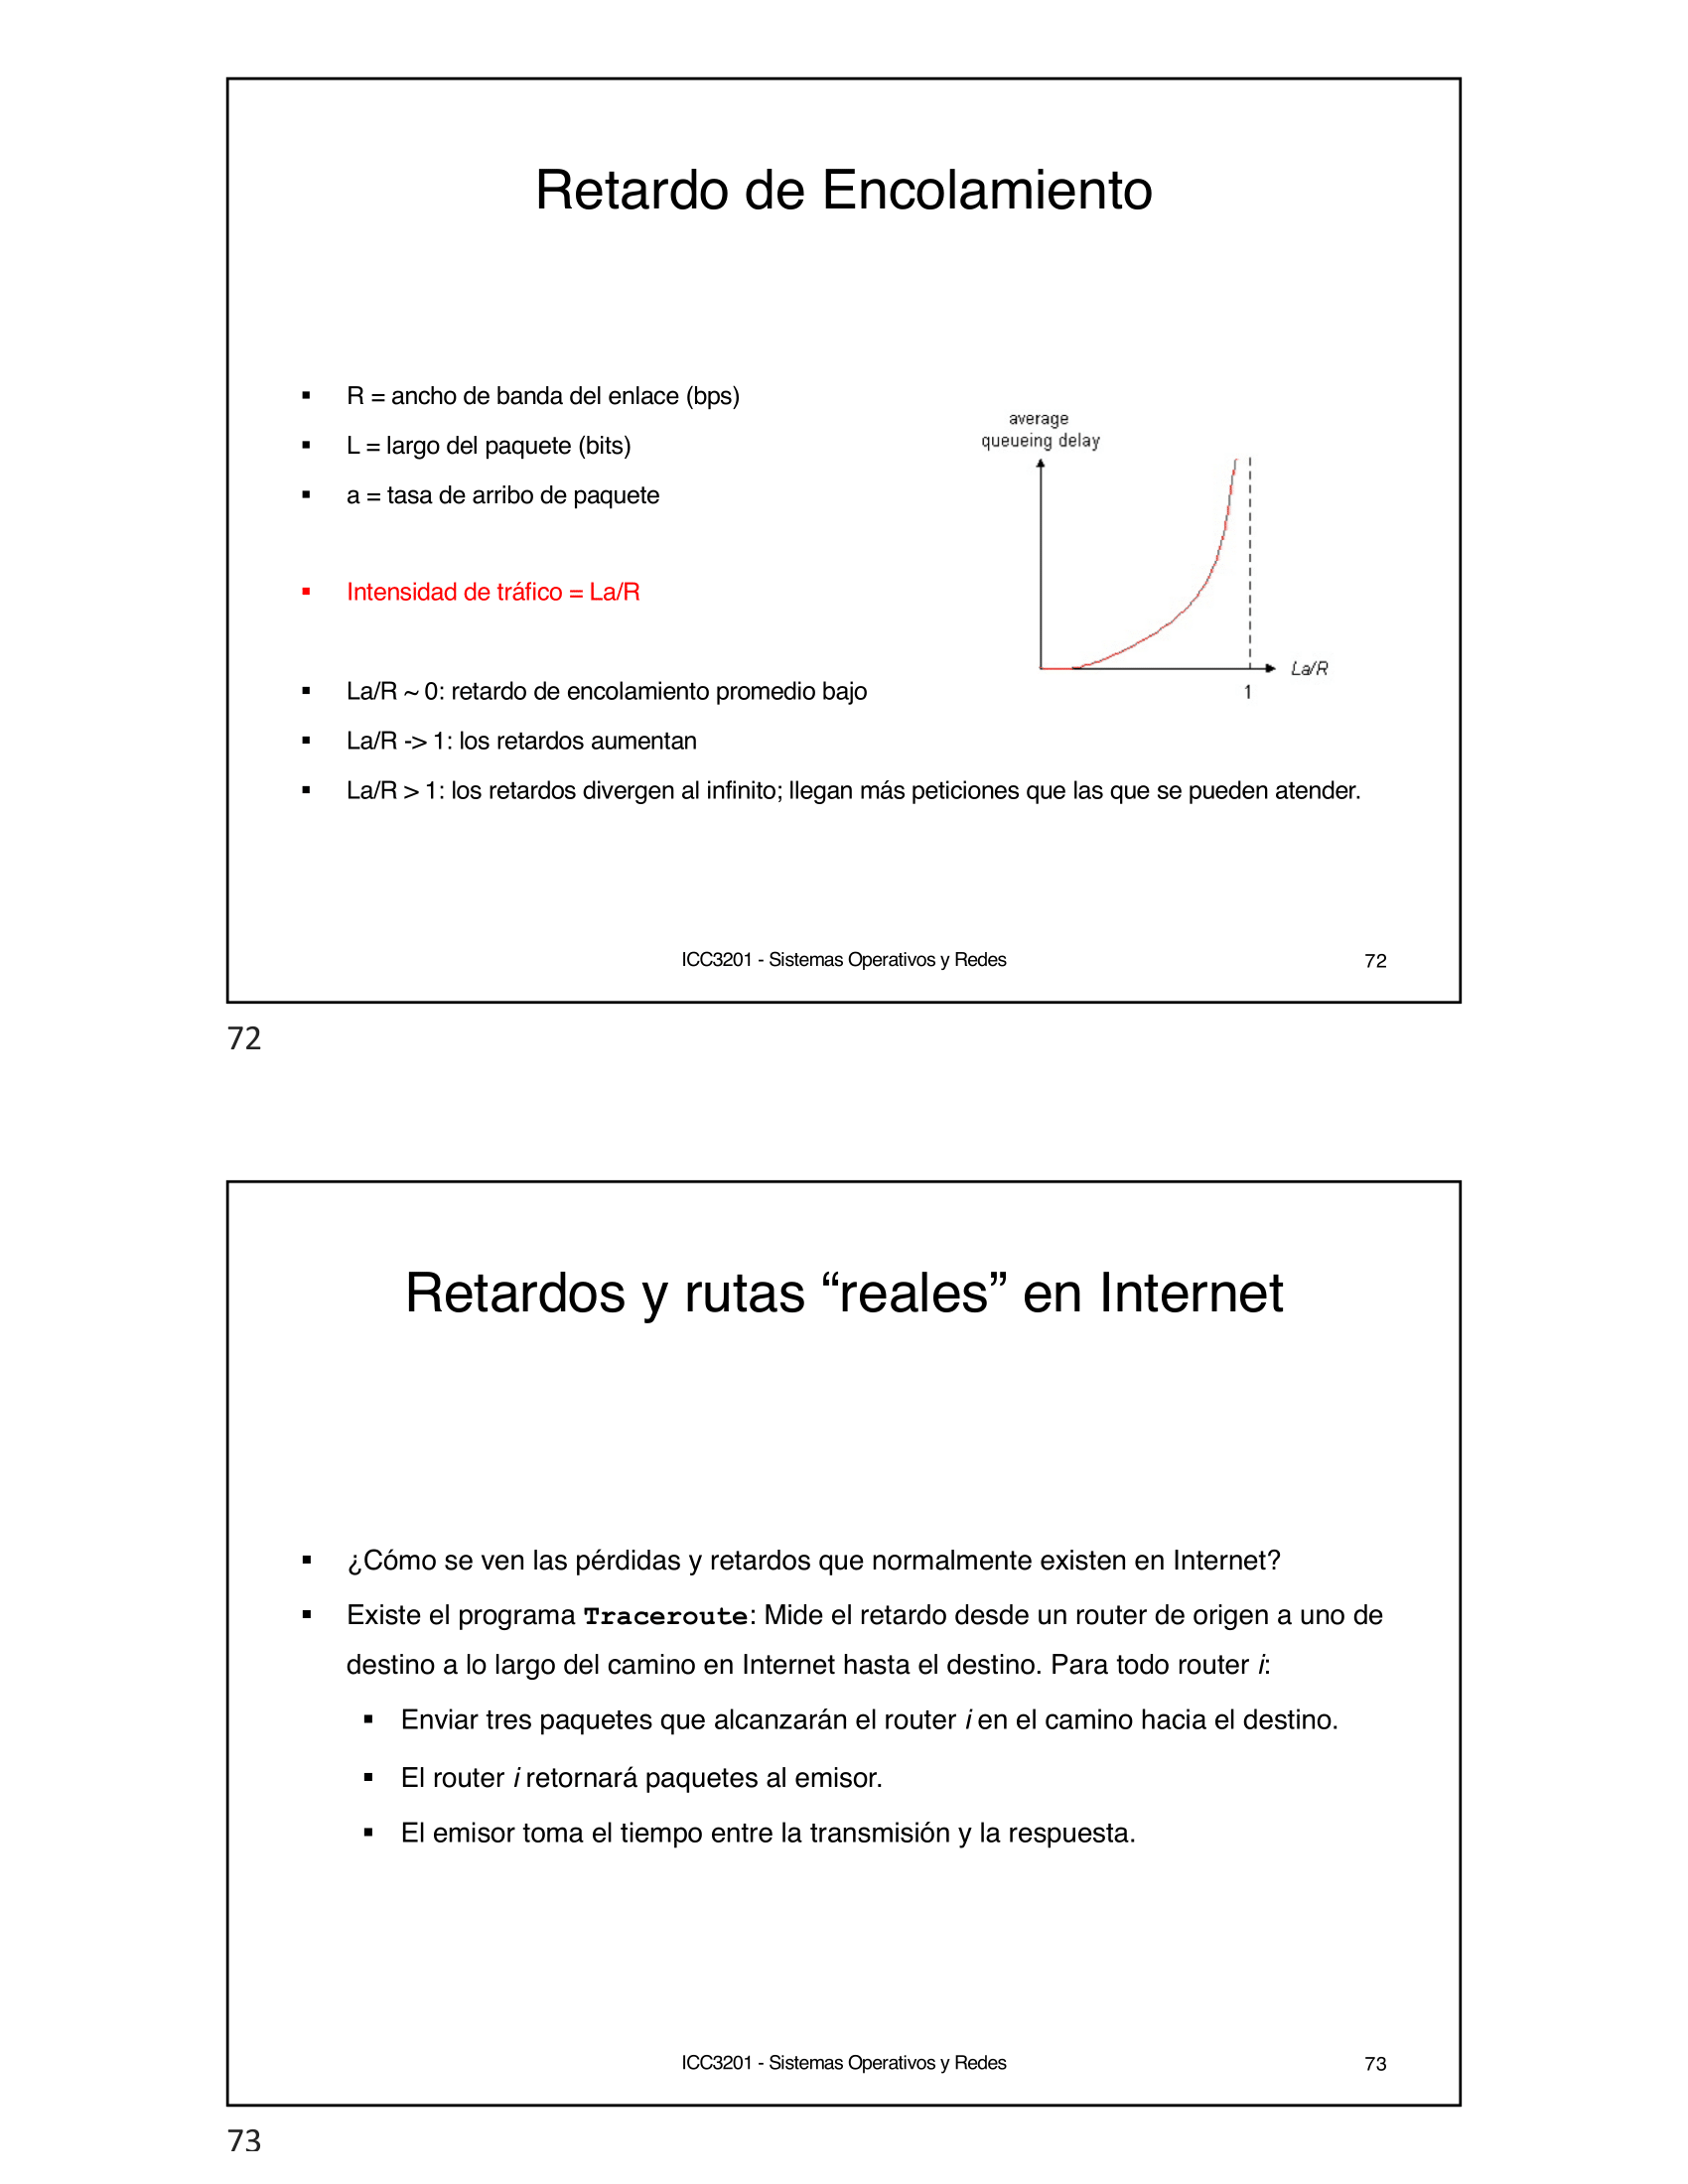 Retardo de Encolamiento
▪ R = ancho de banda del enlace (bps)
▪ L = largo del paquete (bits)
▪ a = tasa de arribo de paquete
▪ Intensidad de tráfico = La/R
▪ La/R ~ 0: retardo de encolamiento promedio bajo
▪ La/R -> 1: los retardos aumentan
▪ La/R > 1: los retardos divergen al infinito; llegan más peticiones que las que se pueden atender.
average
queueing delay
La/R
1
ICC3201 - Sistemas Operativos y Redes
72
72
Retardos y rutas “reales” en Internet
▪ ¿Cómo se ven las pérdidas y retardos que normalmente existen en Internet?
▪ Existe el programa Traceroute: Mide el retardo desde un router de origen a uno de
destino a lo largo del camino en Internet hasta el destino. Para todo router i:
▪ Enviar tres paquetes que alcanzarán el router i en el camino hacia el destino.
▪ El router i retornará paquetes al emisor.
▪ El emisor toma el tiempo entre la transmisión y la respuesta.
ICC3201 - Sistemas Operativos y Redes
73
73